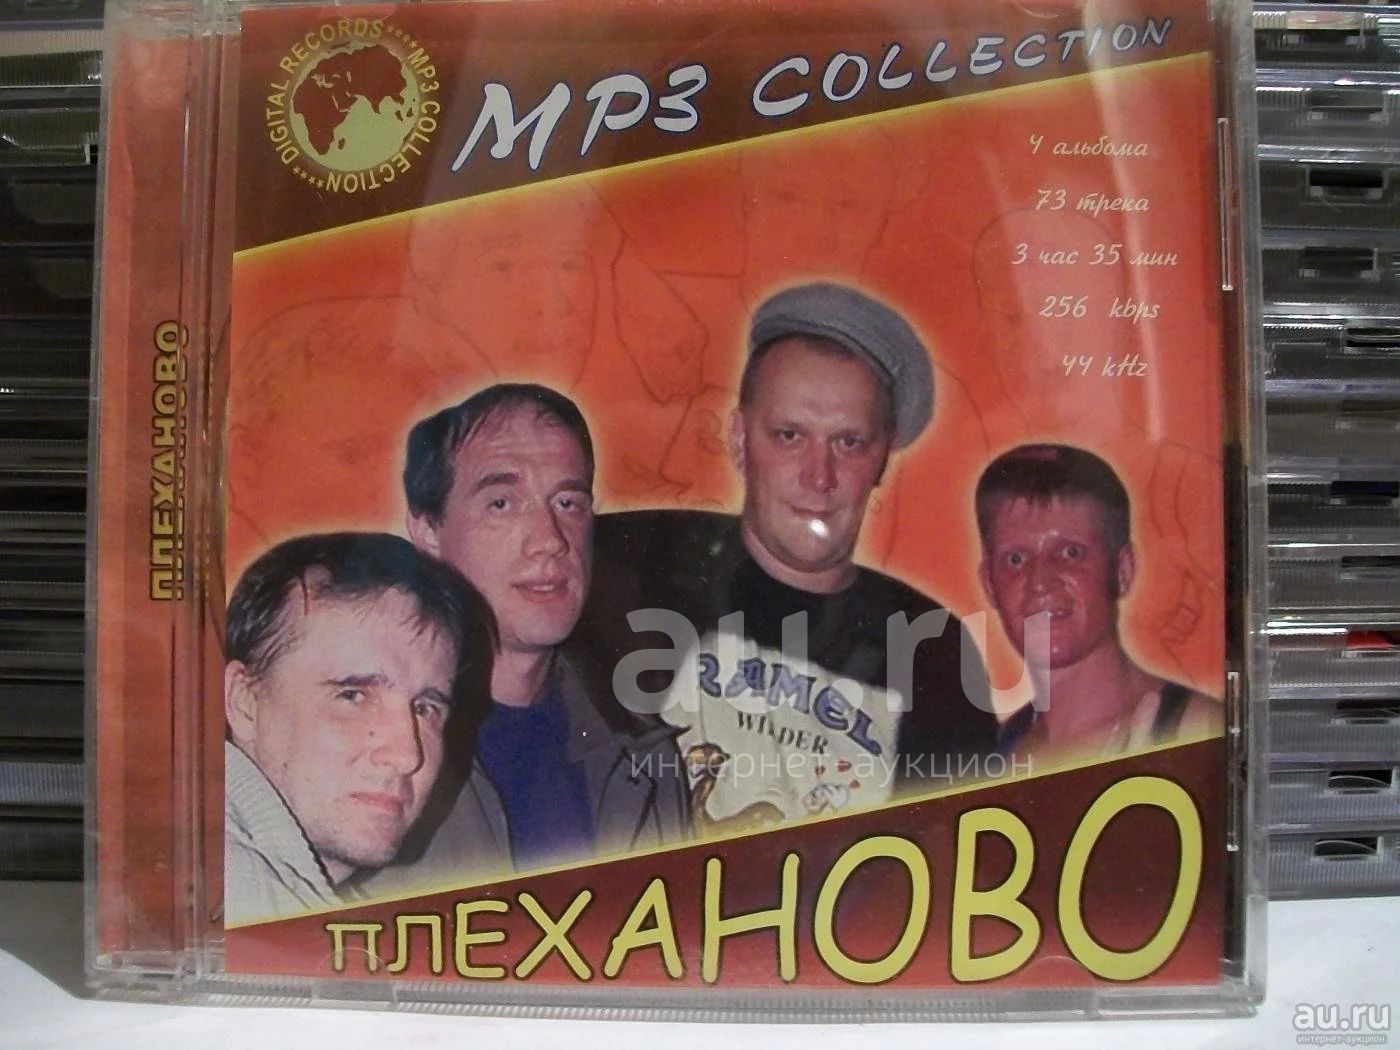 DIGITAL RECORDS****MP3 COLLECTION****
MP3 COLLECTION
4 альбома
73 трека
3 час 35 мин
256 kbps
44 kHz
ПЛЕХАНОВО
RAMEL
WINDER
au.ru
интернет-аукцион
ПЛЕХАНОВО
au.ru
интернет-аукцион